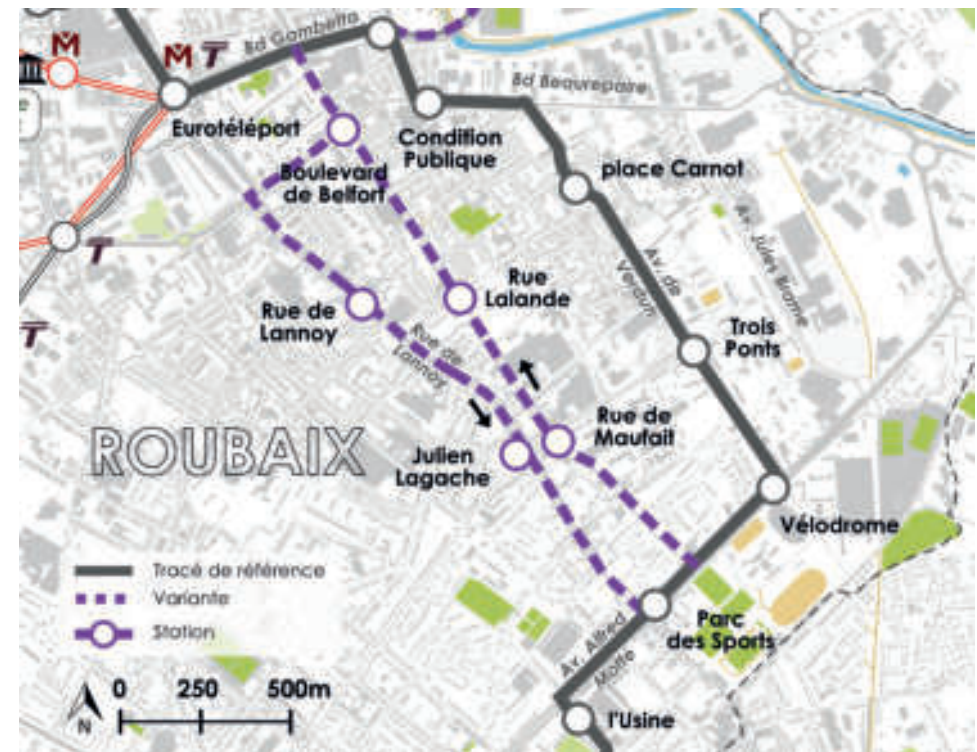 Bd Gambetta
M
M T
Bd Beaurepaire
Eurotéléport
Condition
Publique
Boulevard
de Belfort
place Carnot
Av. Jules Brame
T
Av. de
Verdun
Rue
Lalande
Rue de
Lannoy
T
Rue de
Lannoy
Trois
Ponts
Rue de
Maufait
ROUBAIX
Julien
Lagache
Vélodrome
Tracé de référence
Variante
Station
Parc
des Sports
Av. Alfred
Motte
0 250 500m
N
l'Usine